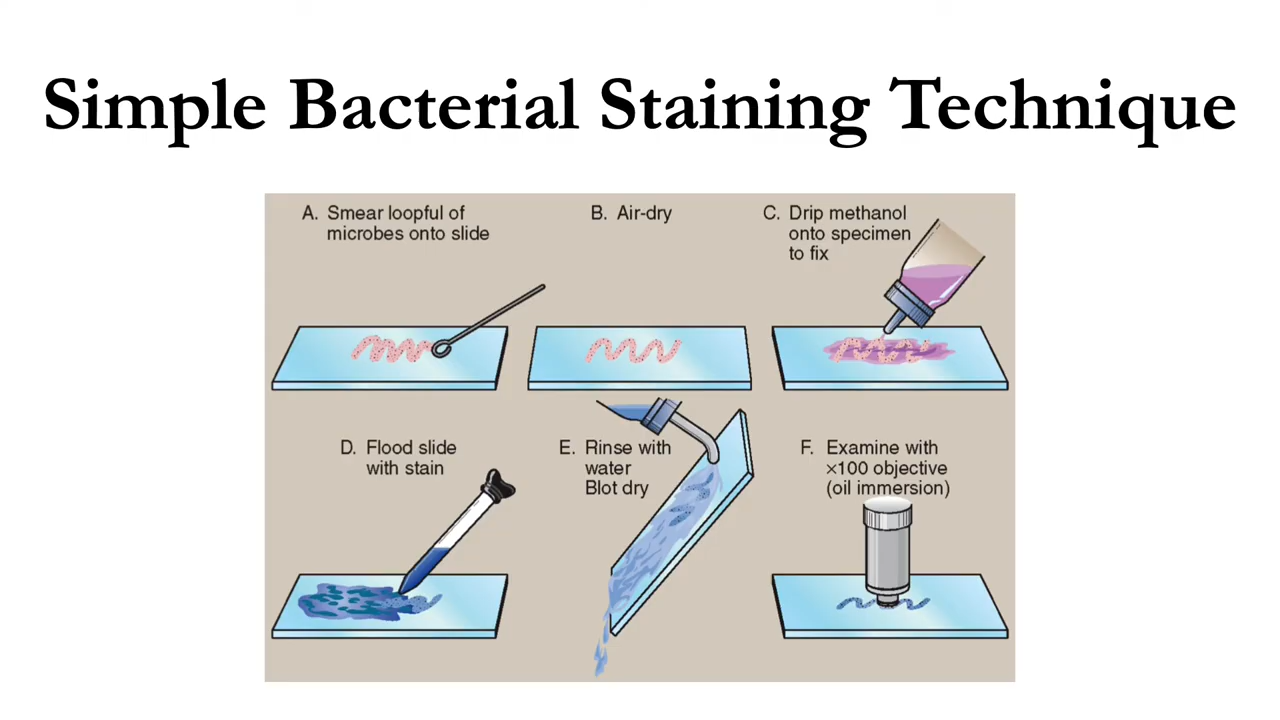 Simple Bacterial Staining Technique
A. Smear loopful of
microbes onto slide
B. Air-dry
C. Drip methanol
onto specimen
to fix
D. Flood slide
with stain
E. Rinse with
water
Blot dry
F. Examine with
×100 objective
(oil immersion)